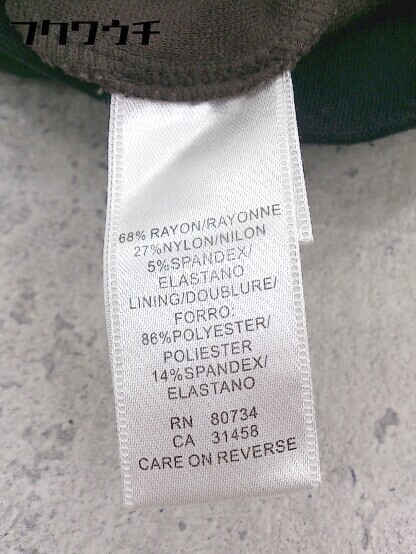 フクウウチ
68% RAYON/RAYONNE
27%NYLON/NILON
5%SPANDEX/
ELASTANO
LINING/DOUBLURE/
FORRO:
86%POLYESTER/
POLIESTER
14%SPANDEX/
ELASTANO
RN 80734
CA 31458
CARE ON REVERSE